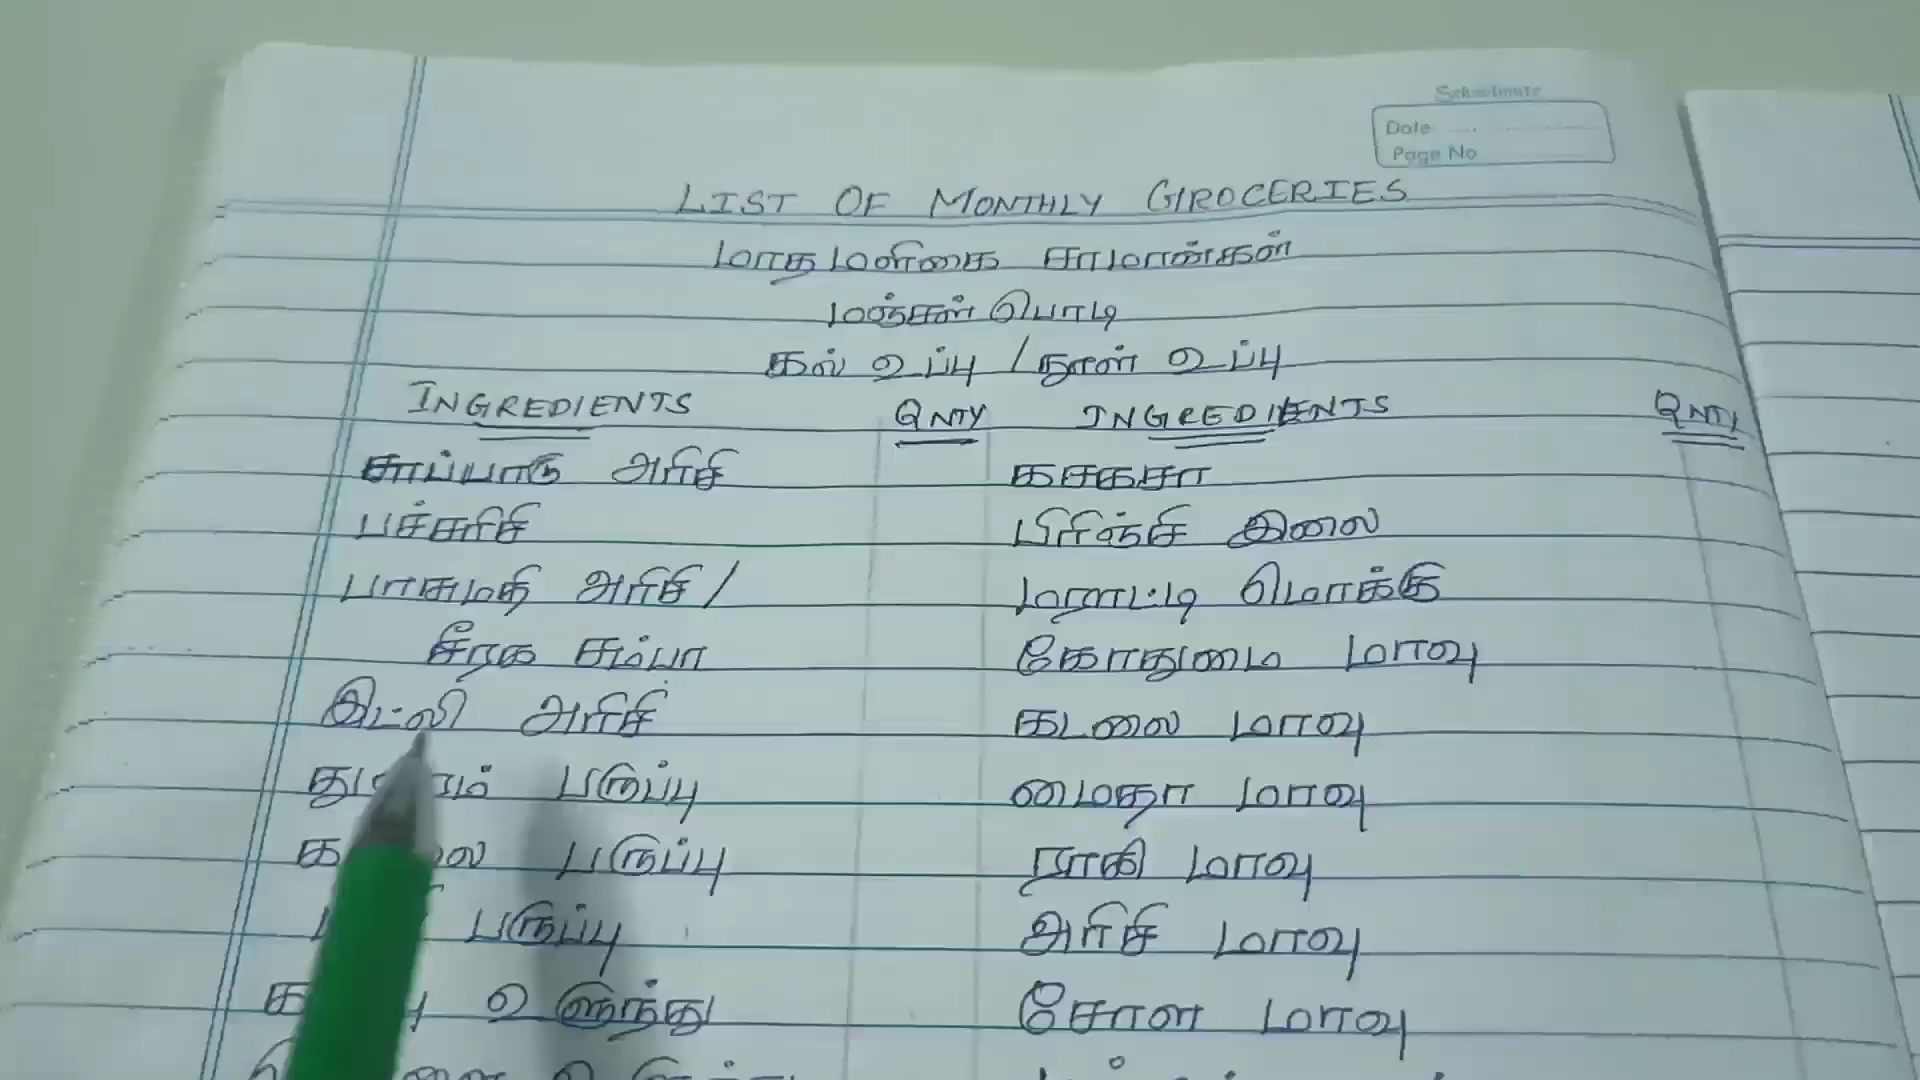 Schoolmate
Date
Page No
LIST OF MONTHLY GROCERIES
மாத மளிகை சாமான்கள்
மஞ்சள் பொடி
கல் உப்பு / தூள் உப்பு
INGREDIENTS QNTY INGREDIENTS QNTY
சாப்பாடு அரிசி கசகசா
பச்சரிசி பிரிஞ்சி இலை
பாசுமதி அரிசி / மராட்டி மொக்கு
சீரக சம்பா கோதுமை மாவு
இட்லி அரிசி கடலை மாவு
பருப்பு மைதா மாவு
பருப்பு ராகி மாவு
பருப்பு அரிசி மாவு
உளுந்து சோள மாவு